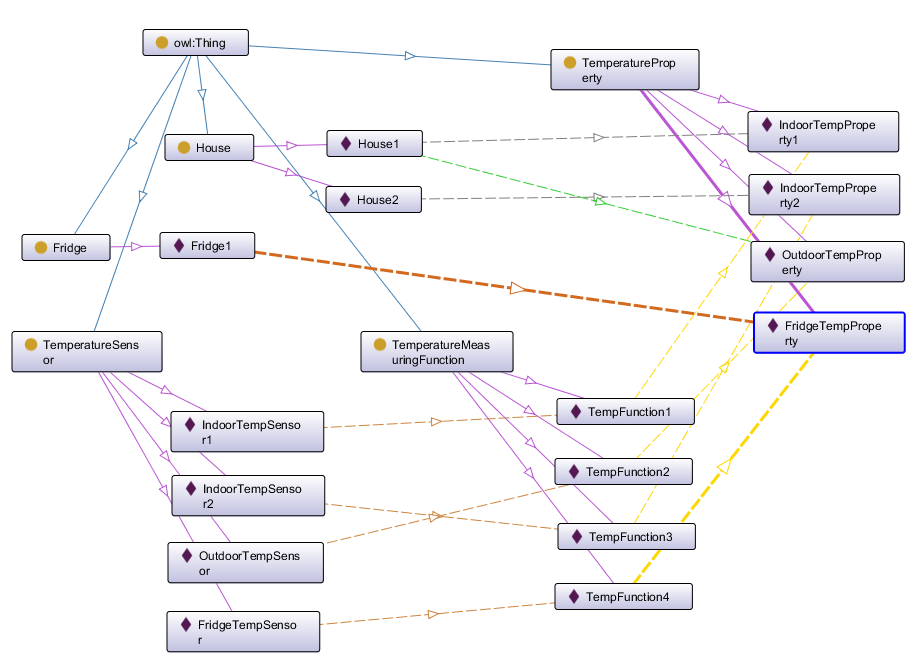 owl:Thing
TemperatureProp
erty
IndoorTempPrope
rty1
House
House1
IndoorTempPrope
rty2
House2
Fridge
Fridge1
OutdoorTempProp
erty
FridgeTempPrope
rty
TemperatureSens
or
TemperatureMeas
uringFunction
IndoorTempSenso
r1
TempFunction1
IndoorTempSenso
r2
TempFunction2
OutdoorTempSens
or
TempFunction3
FridgeTempSenso
r
TempFunction4